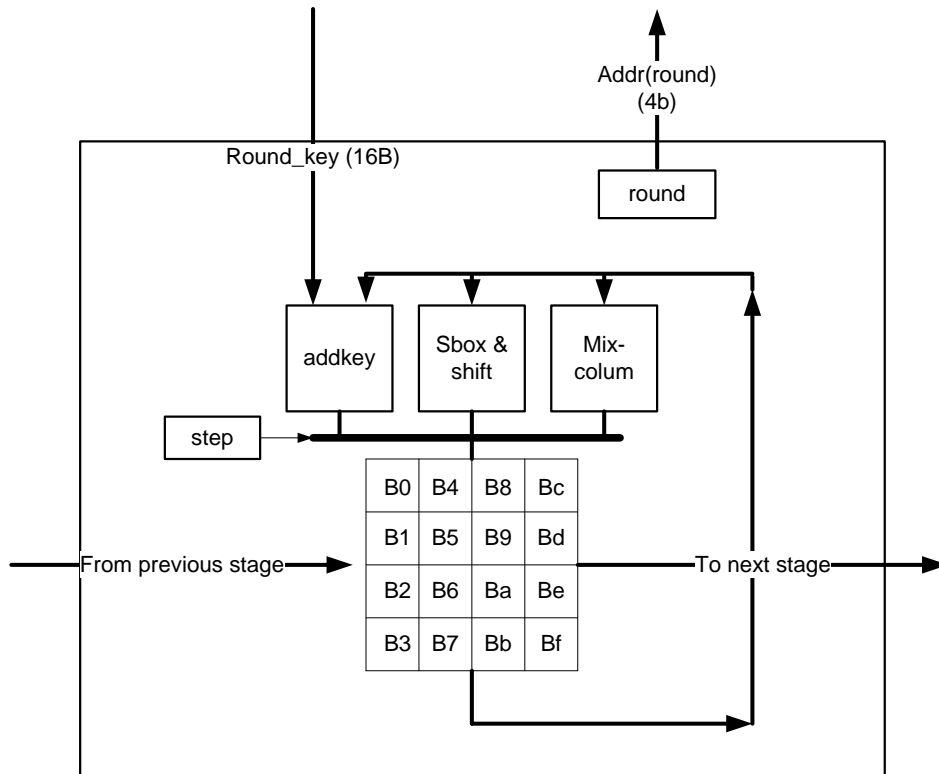 Addr(round)
(4b)
Round_key (16B)
round
addkey
Sbox &
shift
Mix-
colum
step
B0 B4 B8 Bc
B1 B5 B9 Bd
From previous stage
To next stage
B2 B6 Ba Be
B3 B7 Bb Bf